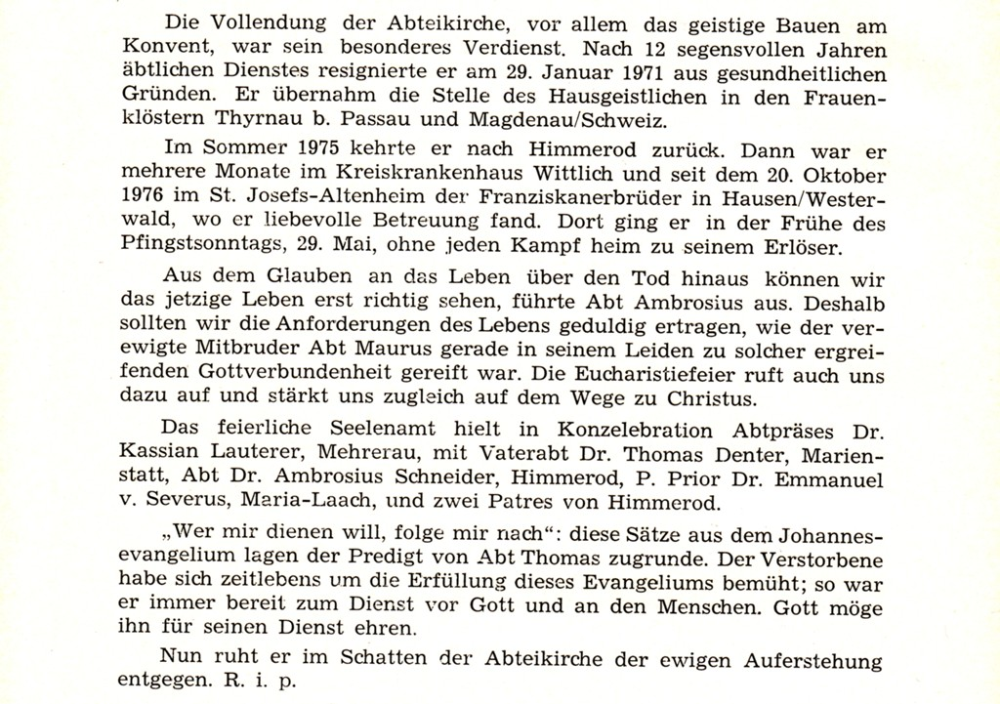 Die Vollendung der Abteikirche, vor allem das geistige Bauen am
Konvent, war sein besonderes Verdienst. Nach 12 segensvollen Jahren
äbtlichen Dienstes resignierte er am 29. Januar 1971 aus gesundheitlichen
Gründen. Er übernahm die Stelle des Hausgeistlichen in den Frauen-
klöstern Thyrnau b. Passau und Magdenau/Schweiz.
Im Sommer 1975 kehrte er nach Himmerod zurück. Dann war er
mehrere Monate im Kreiskrankenhaus Wittlich und seit dem 20. Oktober
1976 im St. Josefs-Altenheim der Franziskanerbrüder in Hausen/Wester-
wald, wo er liebevolle Betreuung fand. Dort ging er in der Frühe des
Pfingstsonntags, 29. Mai, ohne jeden Kampf heim zu seinem Erlöser.
Aus dem Glauben an das Leben über den Tod hinaus können wir
das jetzige Leben erst richtig sehen, führte Abt Ambrosius aus. Deshalb
sollten wir die Anforderungen des Lebens geduldig ertragen, wie der ver-
ewigte Mitbruder Abt Maurus gerade in seinem Leiden zu solcher ergrei-
fenden Gottverbundenheit gereift war. Die Eucharistiefeier ruft auch uns
dazu auf und stärkt uns zugleich auf dem Wege zu Christus.
Das feierliche Seelenamt hielt in Konzelebration Abtpräses Dr.
Kassian Lauterer, Mehrerau, mit Vaterabt Dr. Thomas Denter, Marien-
statt, Abt Dr. Ambrosius Schneider, Himmerod, P. Prior Dr. Emmanuel
v. Severus, Maria-Laach, und zwei Patres von Himmerod.
„Wer mir dienen will, folge mir nach“: diese Sätze aus dem Johannes-
evangelium lagen der Predigt von Abt Thomas zugrunde. Der Verstorbene
habe sich zeitlebens um die Erfüllung dieses Evangeliums bemüht; so war
er immer bereit zum Dienst vor Gott und an den Menschen. Gott möge
ihn für seinen Dienst ehren.
Nun ruht er im Schatten der Abteikirche der ewigen Auferstehung
entgegen. R. i. p.